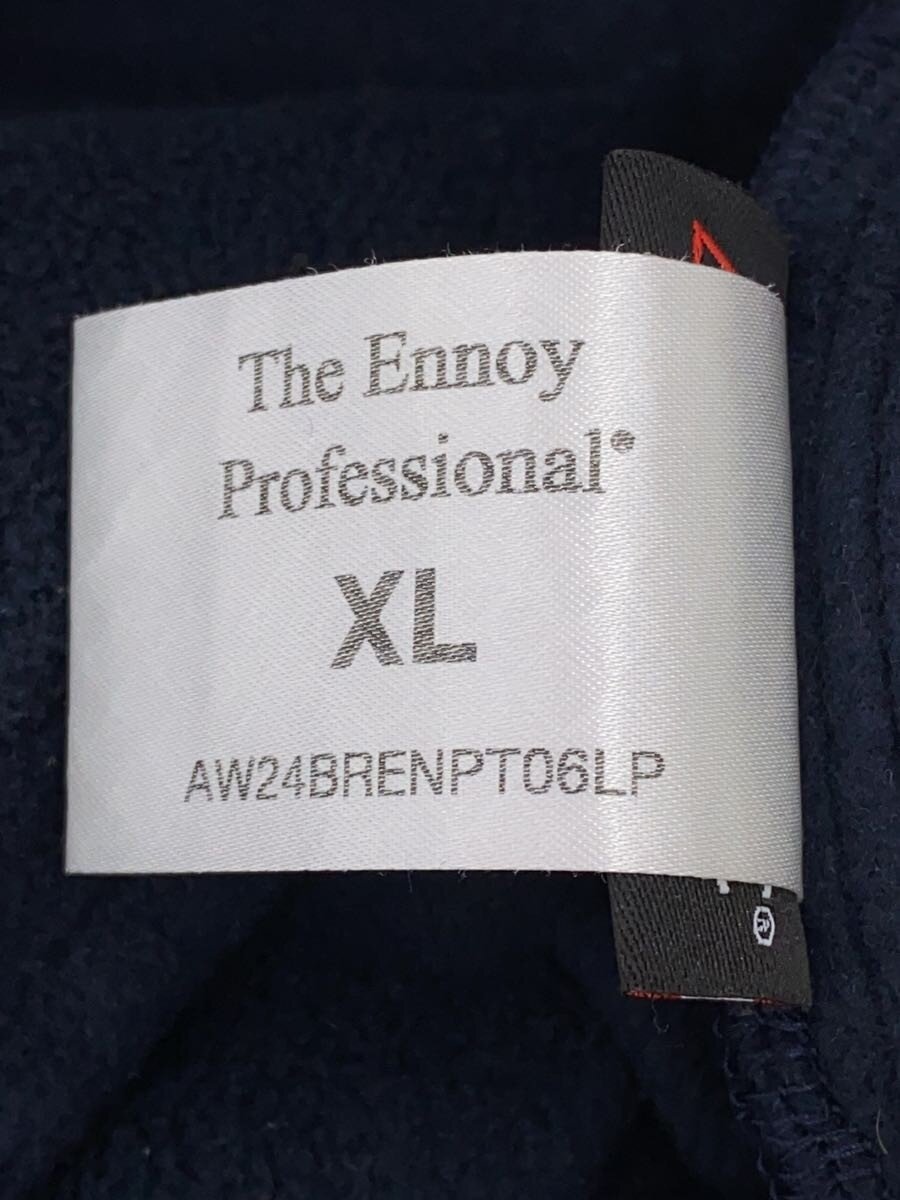 The Ennoy
Professional®
XL
AW24BRENPT06LP
®